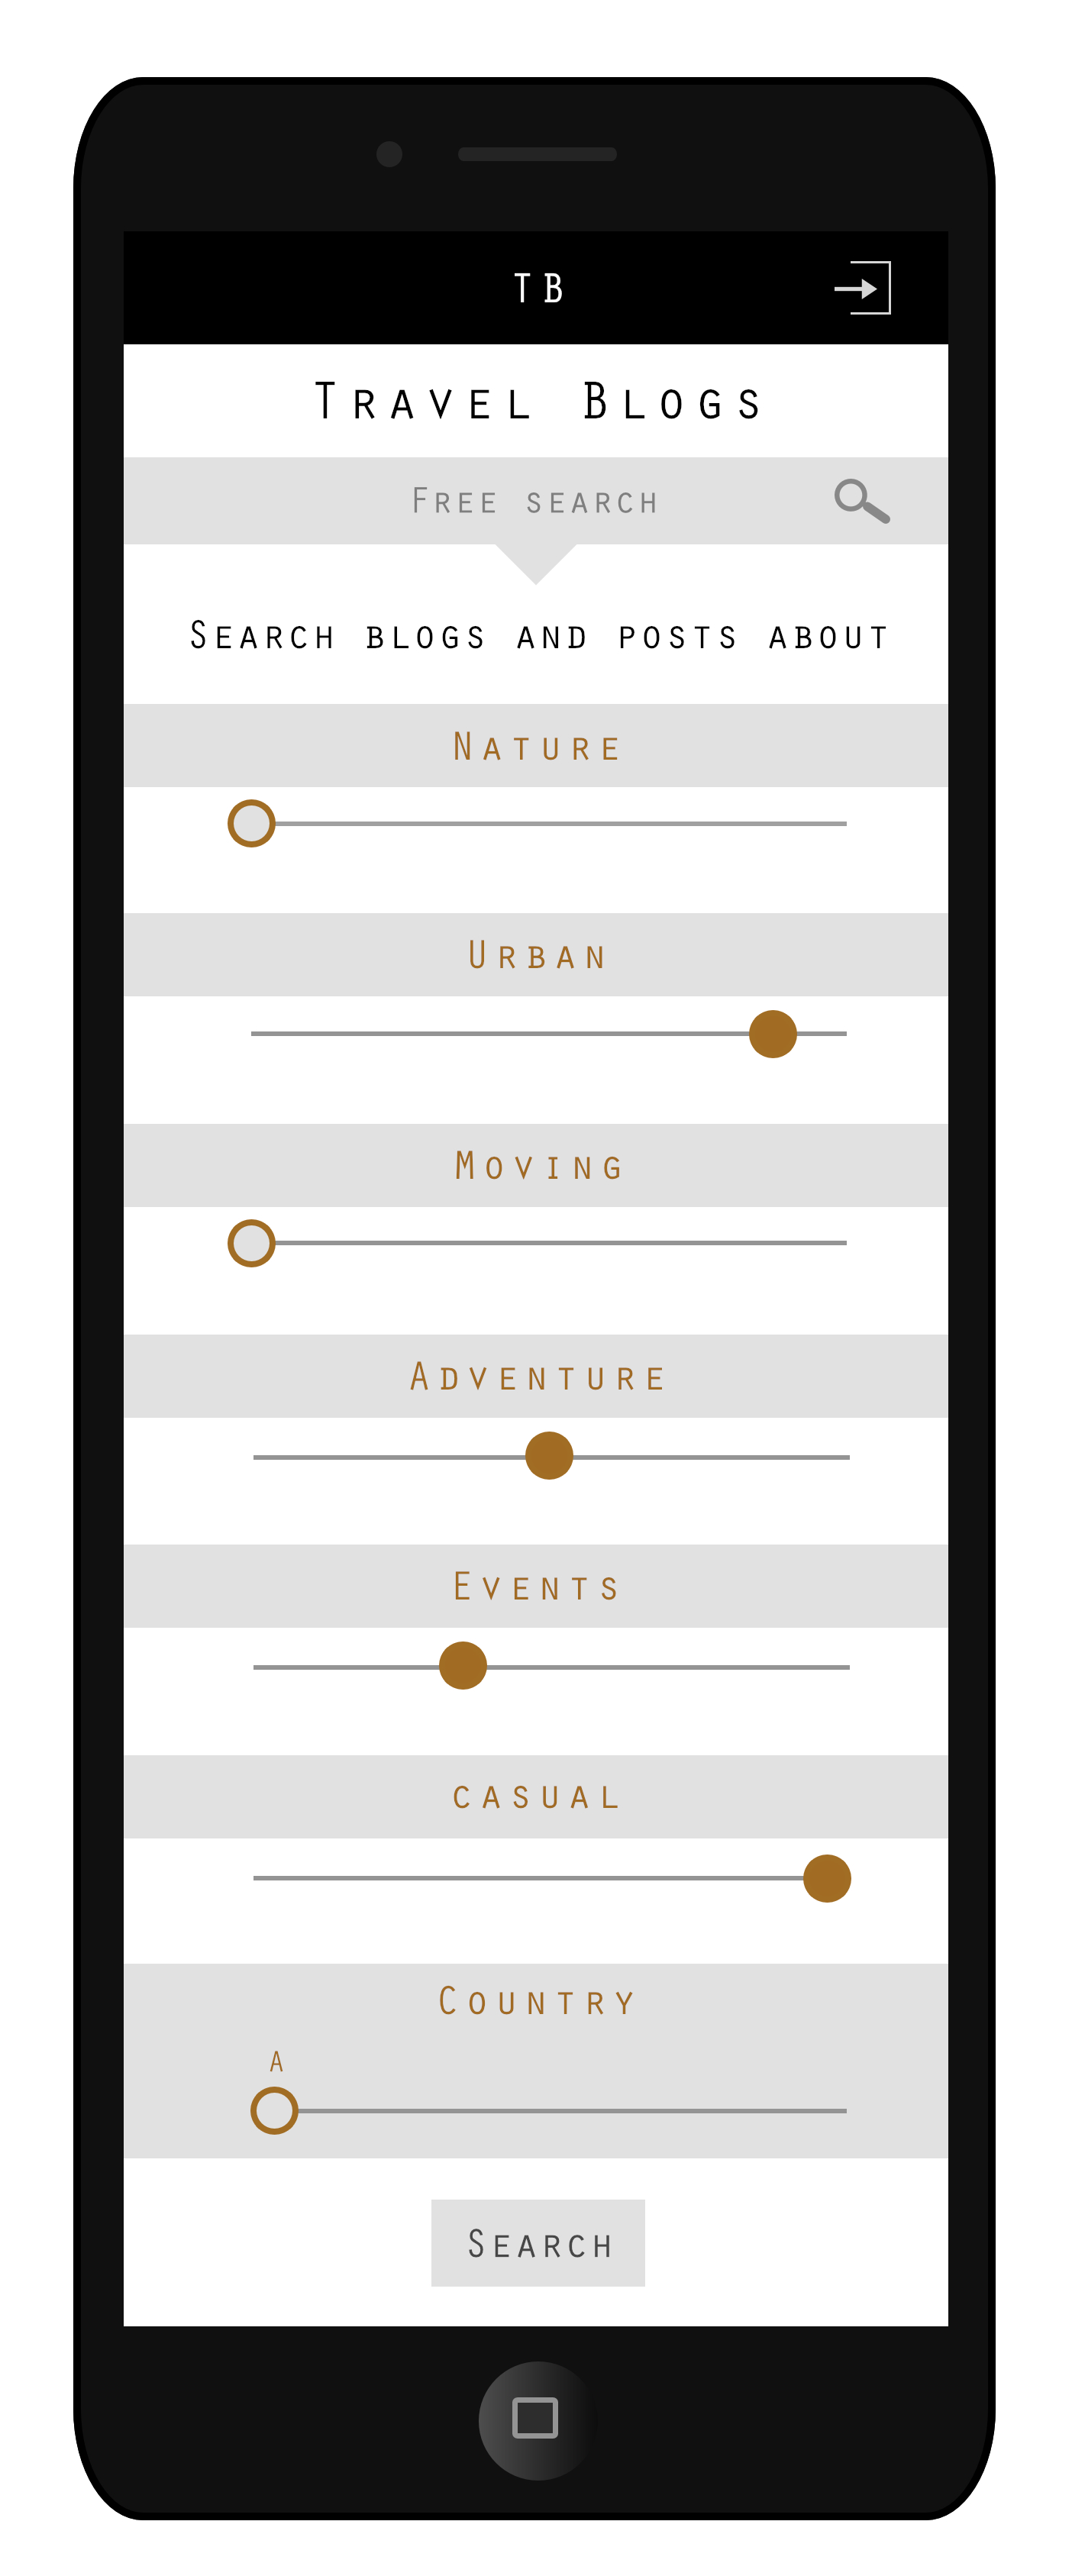 TB
Travel Blogs
Free search
Search blogs and posts about
Nature
Urban
Moving
Adventure
Events
casual
Country
A
Search